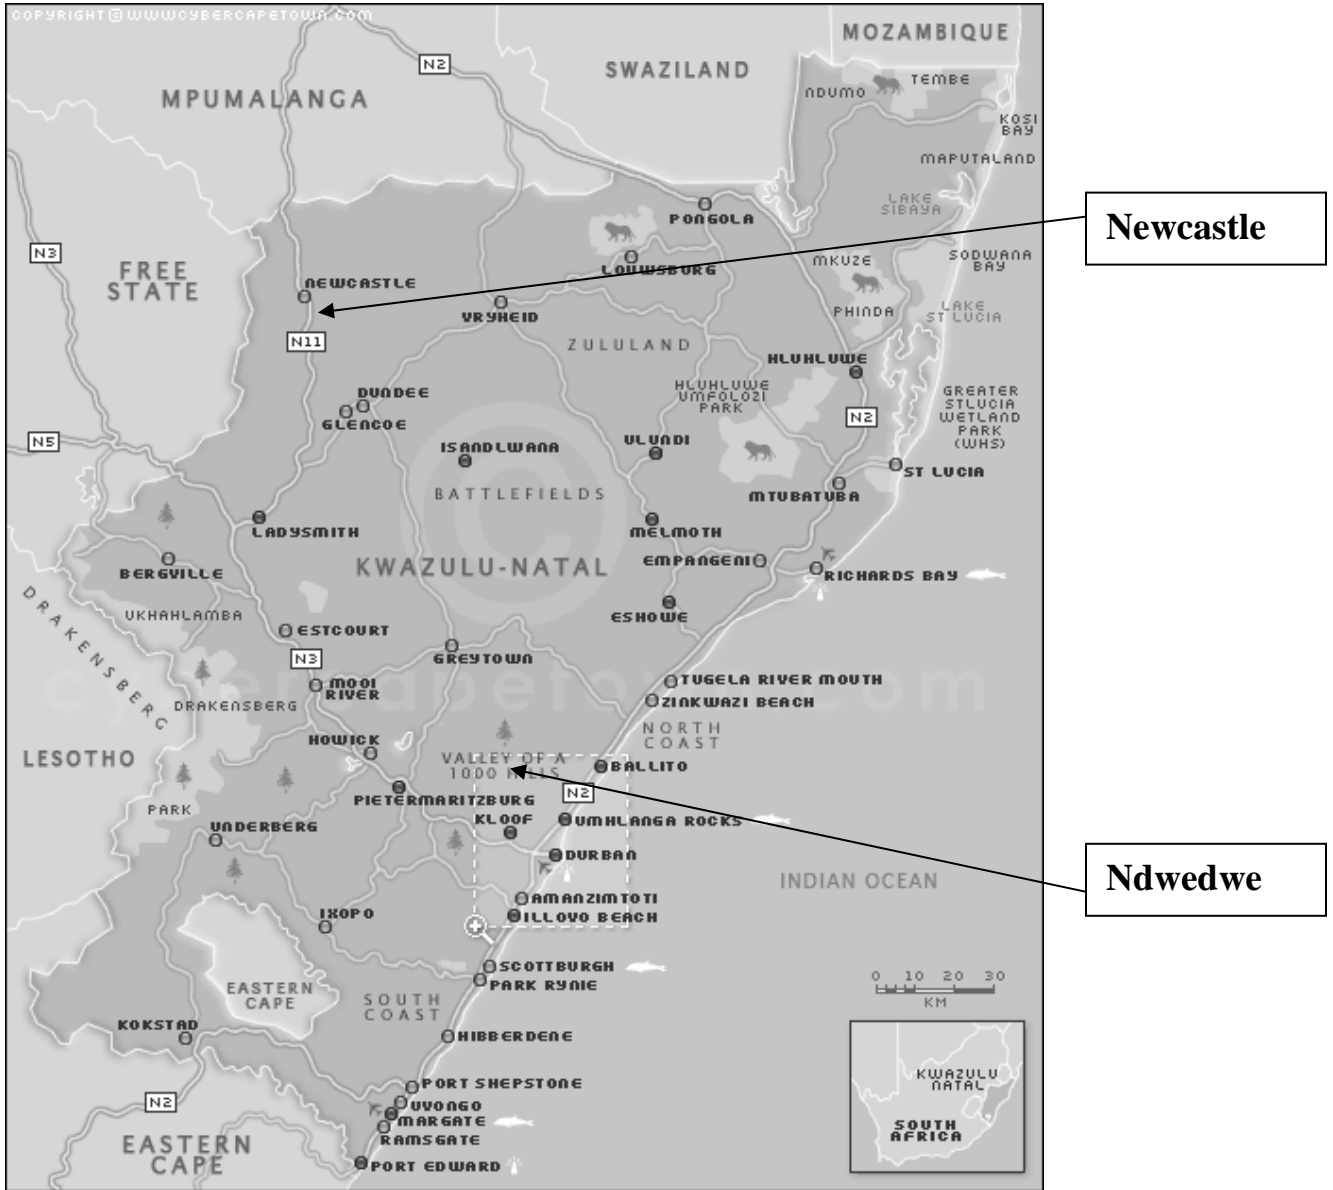 COPYRIGHT © WWW.CYBERCAPETOWN.COM
MOZAMBIQUE
N2
SWAZILAND
MPUMALANGA
TEMBE
NDUMO
KOSI
BAY
MAPUTALAND
LAKE
SIBAYA
PONGOLA
Newcastle
N3
FREE
STATE
LOUWSBURG
MKUZE
SODWANA
BAY
NEWCASTLE
VRYHEID
PHINDA
LAKE
ST LUCIA
N11
ZULULAND
HLUHLUWE
DUNDEE
GLENCOE
HLUHLUWE
UMFOLOZI
PARK
N2
GREATER
STLUCIA
WETLAND
PARK
(WHS)
N5
ISANDLWANA
ULUNDI
ST LUCIA
BATTLEFIELDS
MTUBATUBA
LADYSMITH
MELMOTH
BERGVILLE
KWAZULU-NATAL
EMPANGENI
RICHARDS BAY
DRAKENSBERG
UKHAHLAMBA
ESHOWE
ESTCOURT
N3
GREYTOWN
MOOI
RIVER
TUGELA RIVER MOUTH
ZINKWAZI BEACH
cybercapetown.com
DRAKENSBERG
NORTH
COAST
HOWICK
LESOTHO
VALLEY OF A
1000 HILLS
BALLITO
PARK
PIETERMARITZBURG
N2
KLOOF
UMHLANGA ROCKS
UNDERBERG
DURBAN
Ndwedwe
INDIAN OCEAN
AMANZIMTOTI
IXOPO
ILLOVO BEACH
SCOTTBURGH
PARK RYNIE
EASTERN
CAPE
SOUTH
COAST
0 10 20 30
KM
KOKSTAD
HIBBERDENE
KWAZULU
NATAL
PORT SHEPSTONE
N2
UVONGO
MARGATE
RAMSGATE
SOUTH
AFRICA
EASTERN
CAPE
PORT EDWARD